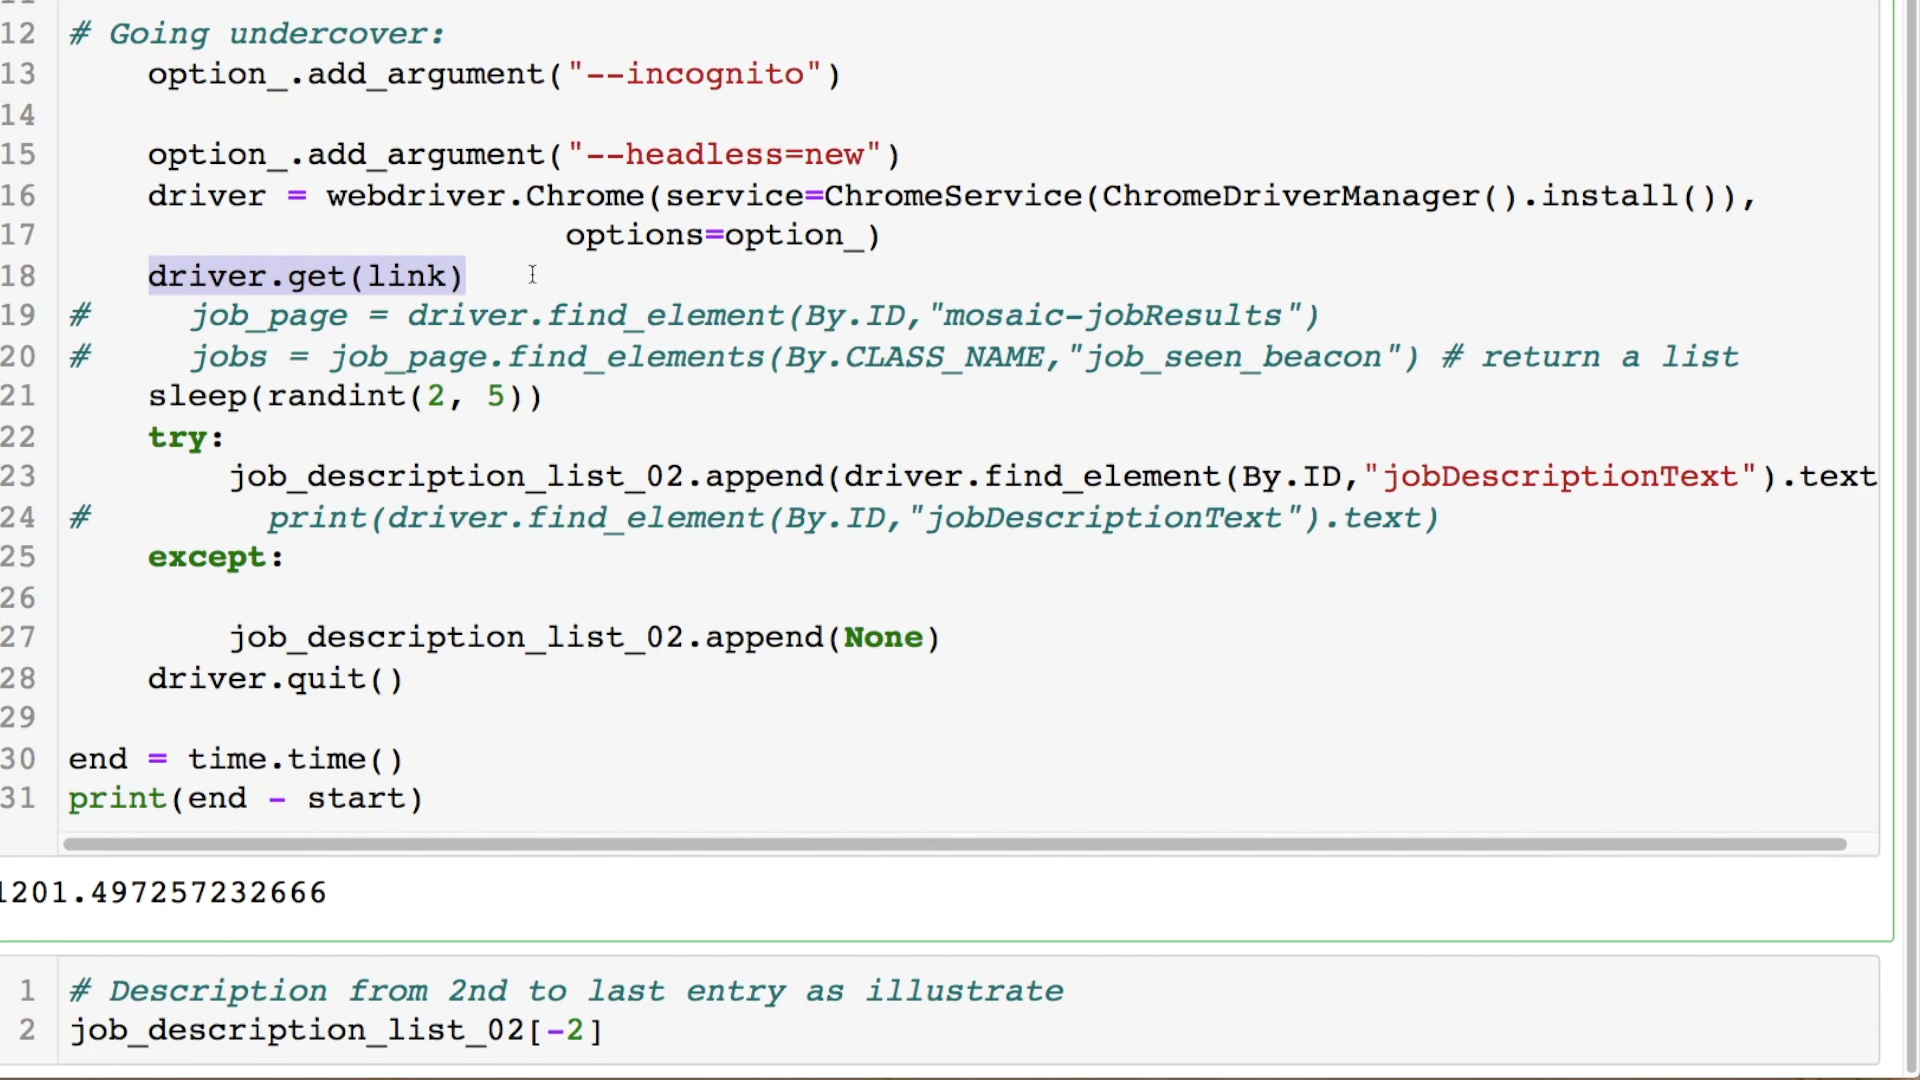 12 # Going undercover:
13 option_.add_argument("--incognito")
14
15 option_.add_argument("--headless=new")
16 driver = webdriver.Chrome(service=ChromeService(ChromeDriverManager().install()),
17 options=option_)
18 driver.get(link)
19 # job_page = driver.find_element(By.ID,"mosaic-jobResults")
20 # jobs = job_page.find_elements(By.CLASS_NAME,"job_seen_beacon") # return a list
21 sleep(randint(2, 5))
22 try:
23 job_description_list_02.append(driver.find_element(By.ID,"jobDescriptionText").text
24 # print(driver.find_element(By.ID,"jobDescriptionText").text)
25 except:
26
27 job_description_list_02.append(None)
28 driver.quit()
29
30 end = time.time()
31 print(end - start)
1201.497257232666
1 # Description from 2nd to last entry as illustrate
2 job_description_list_02[-2]